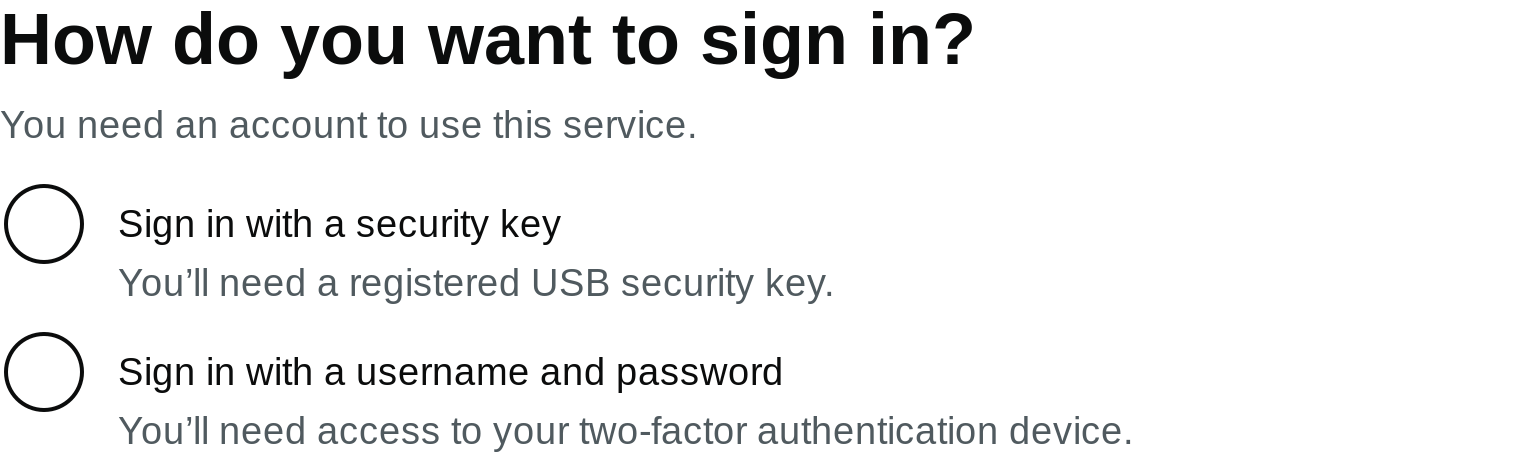 How do you want to sign in?
You need an account to use this service.
Sign in with a security key
You’ll need a registered USB security key.
Sign in with a username and password
You’ll need access to your two-factor authentication device.